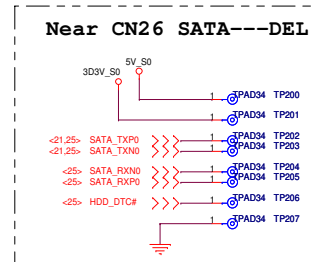 Near CN26 SATA---DEL
5V_S0
3D3V_S0
1 TPAD34 TP200
1 TPAD34 TP201
<21,25> SATA_TXP0 1 TPAD34 TP202
<21,25> SATA_TXN0 1 TPAD34 TP203
<25> SATA_RXN0 1 TPAD34 TP204
<25> SATA_RXP0 1 TPAD34 TP205
<25> HDD_DTC# 1 TPAD34 TP206
1 TPAD34 TP207